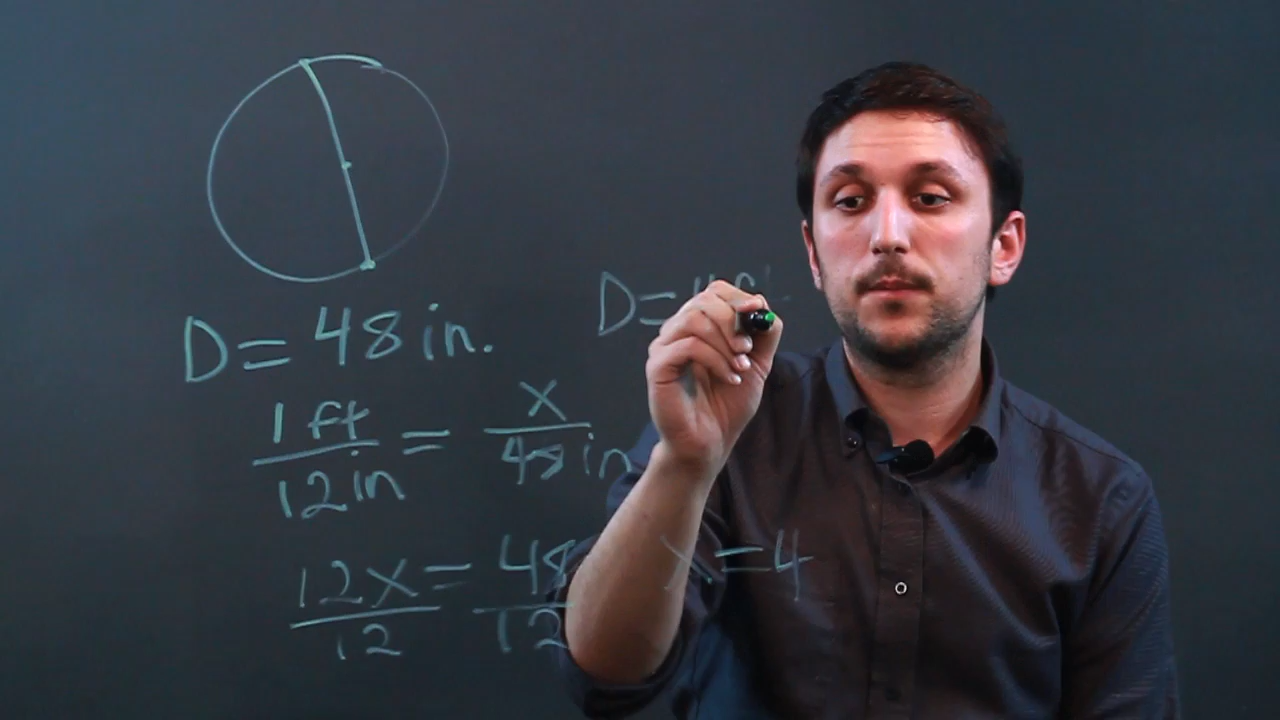 D = 48 in.
D =
1 ft / 12 in = x / 48 in
12x / 12 = 48 / 12
x = 4